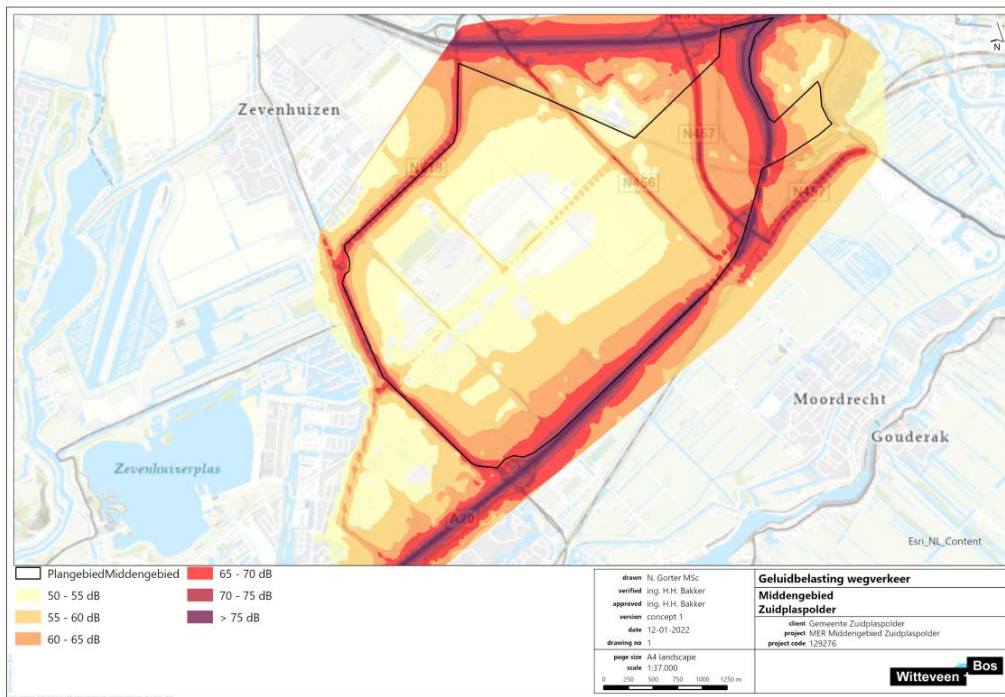 N451
N
Zevenhuizen
N457
N219
N456
N457
Moordrecht
Gouderak
Zevenhuizerplas
A20
Esri_NL_Content
PlangebiedMiddengebied
50 - 55 dB
55 - 60 dB
60 - 65 dB
65 - 70 dB
70 - 75 dB
> 75 dB
drawn N. Gorter MSc
verified ing. H.H. Bakker
approved ing. H.H. Bakker
version concept 1
date 12-01-2022
drawing no 1
page size A4 landscape
scale 1:37.000
0 250 500 750 1000 1250 m
Geluidbelasting wegverkeer
Middengebied
Zuidplaspolder
client Gemeente Zuidplaspolder
project MER Middengebied Zuidplaspolder
project code 129276
Witteveen + Bos